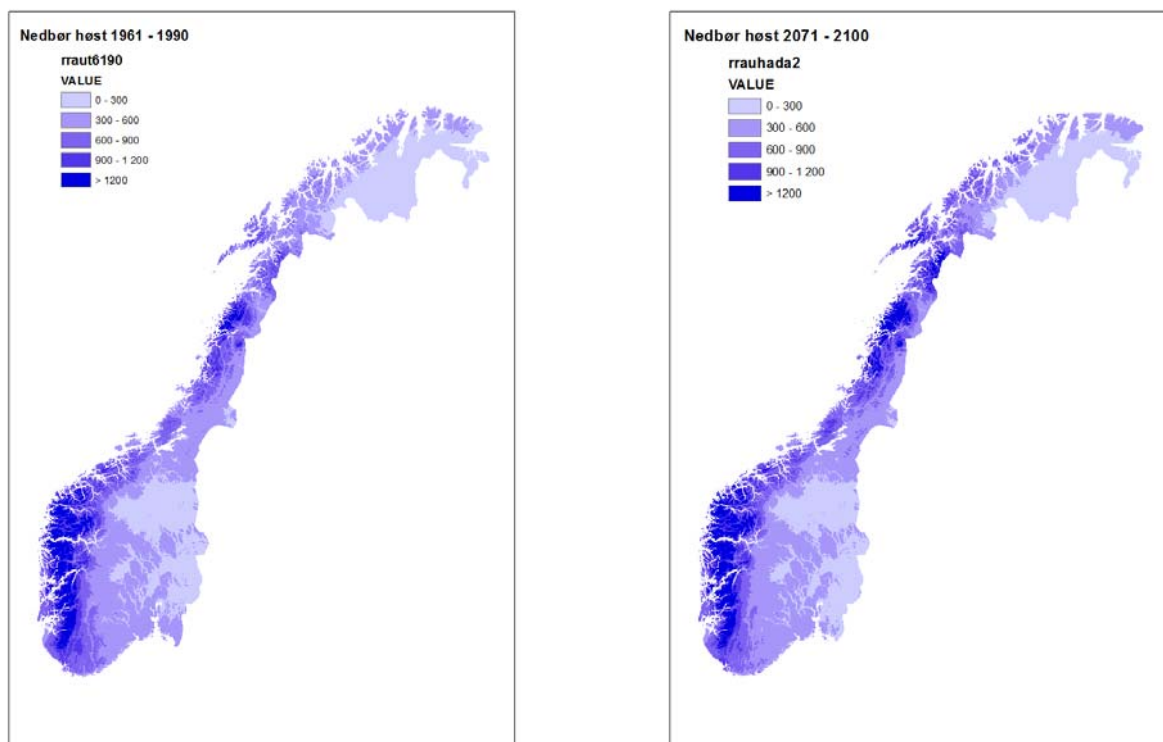 Nedbør høst 1961 - 1990
rraut6190
VALUE
0 - 300
300 - 600
600 - 900
900 - 1 200
> 1200
Nedbør høst 2071 - 2100
rrauhada2
VALUE
0 - 300
300 - 600
600 - 900
900 - 1 200
> 1200